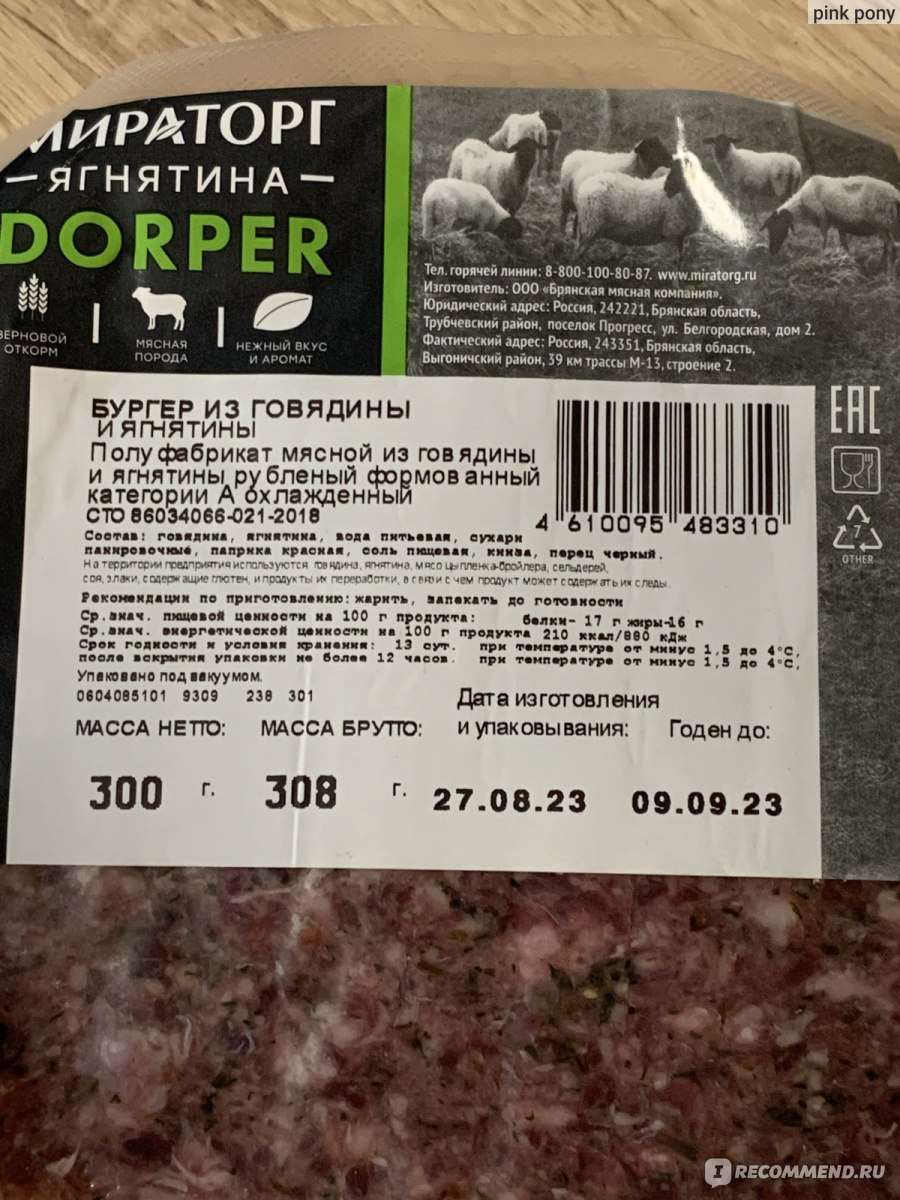 pink pony
МИРАТОРГ
ЯГНЯТИНА
DORPER
ЗЕРНОВОЙ ОТКОРМ
МЯСНАЯ ПОРОДА
НЕЖНЫЙ ВКУС И АРОМАТ
Тел. горячей линии: 8-800-100-80-87. www.miratorg.ru
Изготовитель: ООО «Брянская мясная компания».
Юридический адрес: Россия, 242221, Брянская область,
Трубчевский район, поселок Прогресс, ул. Белгородская, дом 2.
Фактический адрес: Россия, 243351, Брянская область,
Выгоничский район, 39 км трассы М-13, строение 2.
EAC
7
OTHER
БУРГЕР ИЗ ГОВЯДИНЫ
И ЯГНЯТИНЫ
Полуфабрикат мясной из говядины
и ягнятины рубленый формованный
категории А охлажденный
СТО 86034066-021-2018
4 610095 483310
Состав: говядина, ягнятина, вода питьевая, сухари
панировочные, паприка красная, соль пищевая, кинза, перец черный.
На территории предприятия используются говядина, ягнятина, мясо цыпленка-бройлера, сельдерей,
соя, злаки, содержащие глютен, и продукты их переработки, в связи с чем продукт может содержать их следы.
Рекомендации по приготовлению: жарить, запекать до готовности
Ср.знач. пищевой ценности на 100 г продукта: белки- 17 г жиры-16 г
Ср.знач. энергетической ценности на 100 г продукта 210 ккал/880 кДж
Срок годности и условия хранения: 13 сут. при температуре от минус 1,5 до 4°С,
после вскрытия упаковки не более 12 часов. при температуре от минус 1,5 до 4°С,
Упаковано под вакуумом.
0604085101 9309 238 301
МАССА НЕТТО: МАССА БРУТТО: Дата изготовления и упаковывания: Годен до:
300 г. 308 г. 27.08.23 09.09.23
IRECOMMEND.RU